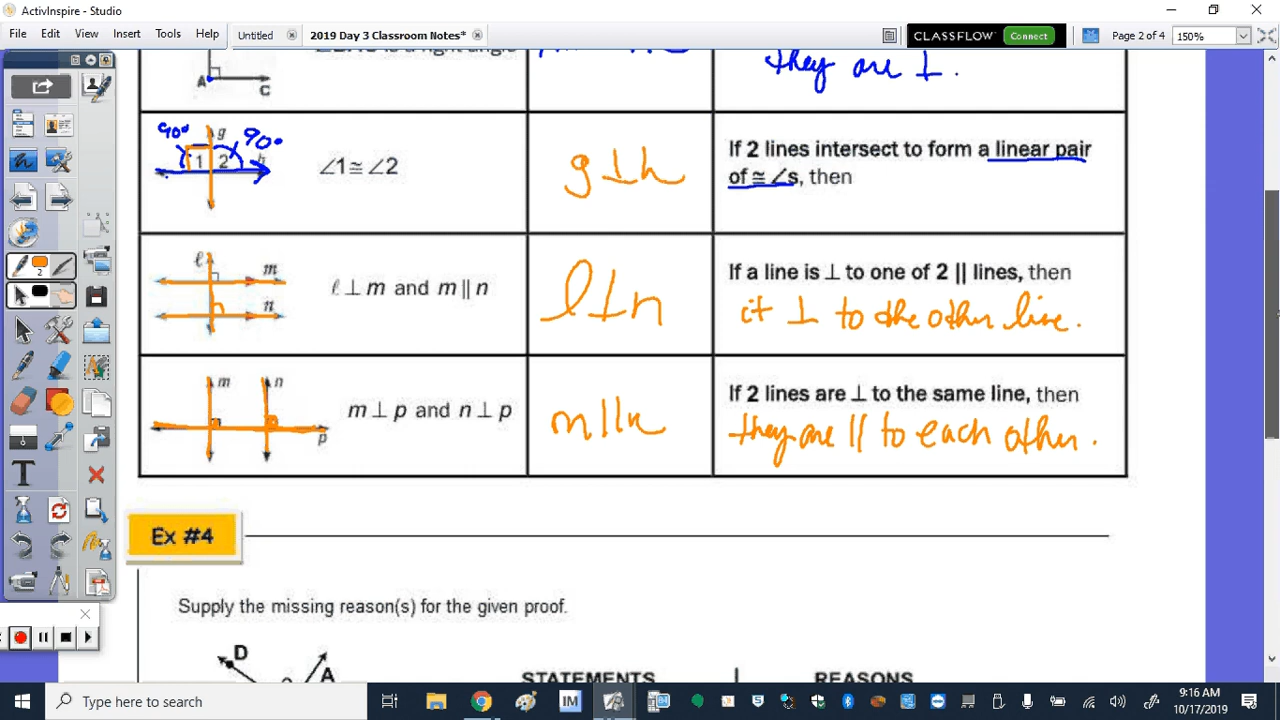 ActivInspire - Studio
File Edit View Insert Tools Help Untitled 2019 Day 3 Classroom Notes* CLASSFLOW Connect Page 2 of 4 150%
they are ⊥.
A C
90° g 90°
1 2
∠1 ≅ ∠2
g ⊥ h
If 2 lines intersect to form a linear pair
of ≅ ∠s, then
ℓ m
n
ℓ ⊥ m and m || n
l ⊥ n
If a line is ⊥ to one of 2 || lines, then
it ⊥ to the other line.
m n
p
m ⊥ p and n ⊥ p
m || n
If 2 lines are ⊥ to the same line, then
they are || to each other.
Ex #4
Supply the missing reason(s) for the given proof.
D A
STATEMENTS REASONS
2
T
Type here to search
IM
9:16 AM
10/17/2019